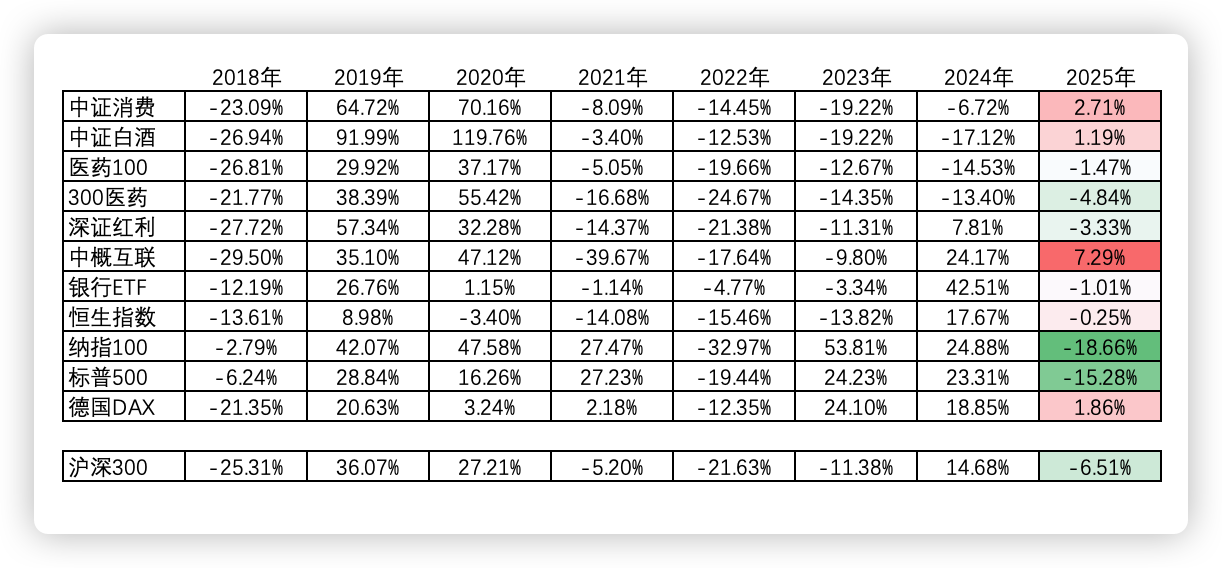 2018年 2019年 2020年 2021年 2022年 2023年 2024年 2025年
中证消费 -23.09% 64.72% 70.16% -8.09% -14.45% -19.22% -6.72% 2.71%
中证白酒 -26.94% 91.99% 119.76% -3.40% -12.53% -19.22% -17.12% 1.19%
医药100 -26.81% 29.92% 37.17% -5.05% -19.66% -12.67% -14.53% -1.47%
300医药 -21.77% 38.39% 55.42% -16.68% -24.67% -14.35% -13.40% -4.84%
深证红利 -27.72% 57.34% 32.28% -14.37% -21.38% -11.31% 7.81% -3.33%
中概互联 -29.50% 35.10% 47.12% -39.67% -17.64% -9.80% 24.17% 7.29%
银行ETF -12.19% 26.76% 1.15% -1.14% -4.77% -3.34% 42.51% -1.01%
恒生指数 -13.61% 8.98% -3.40% -14.08% -15.46% -13.82% 17.67% -0.25%
纳指100 -2.79% 42.07% 47.58% 27.47% -32.97% 53.81% 24.88% -18.66%
标普500 -6.24% 28.84% 16.26% 27.23% -19.44% 24.23% 23.31% -15.28%
德国DAX -21.35% 20.63% 3.24% 2.18% -12.35% 24.10% 18.85% 1.86%
沪深300 -25.31% 36.07% 27.21% -5.20% -21.63% -11.38% 14.68% -6.51%